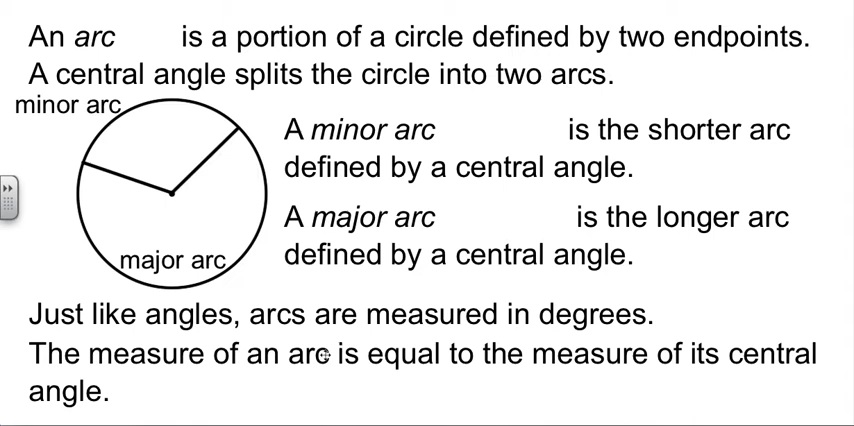 An arc is a portion of a circle defined by two endpoints.
A central angle splits the circle into two arcs.
minor arc
A minor arc is the shorter arc
defined by a central angle.
A major arc is the longer arc
defined by a central angle.
major arc
Just like angles, arcs are measured in degrees.
The measure of an arc is equal to the measure of its central
angle.